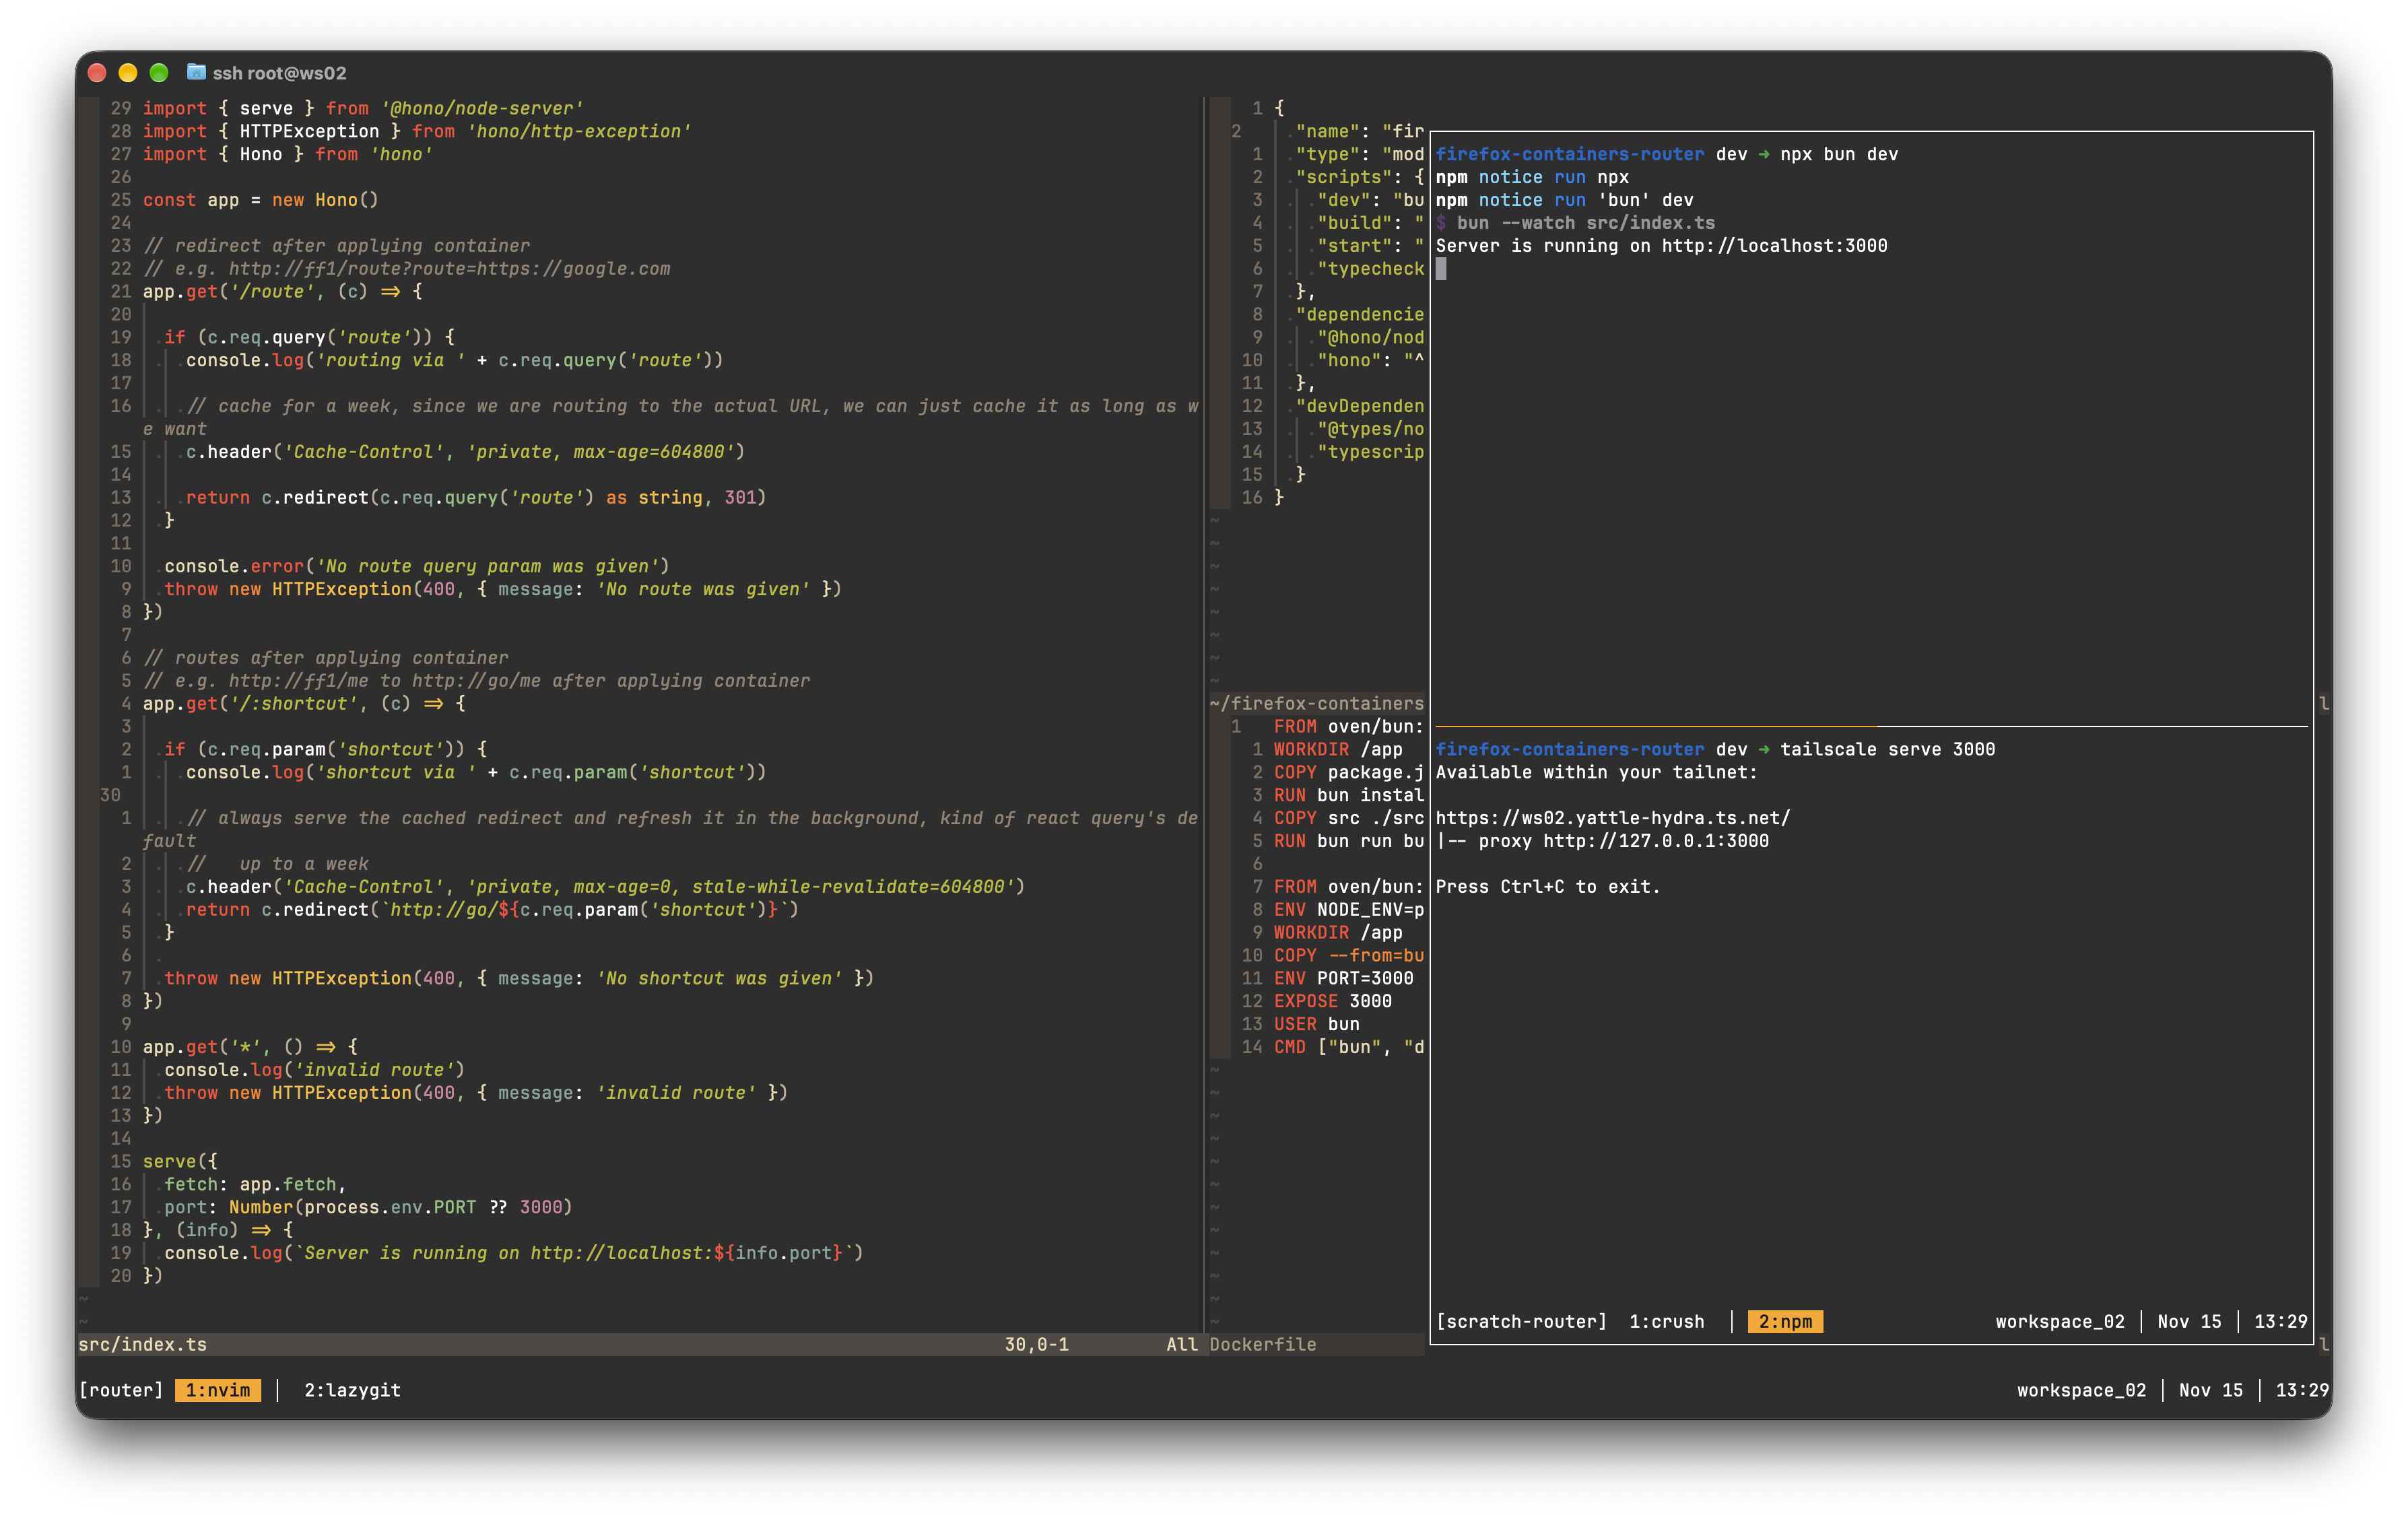 ssh root@ws02
29 import { serve } from '@hono/node-server'
28 import { HTTPException } from 'hono/http-exception'
27 import { Hono } from 'hono'
26
25 const app = new Hono()
24
23 // redirect after applying container
22 // e.g. http://ff1/route?route=https://google.com
21 app.get('/route', (c) => {
20
19 if (c.req.query('route')) {
18 console.log('routing via ' + c.req.query('route'))
17
16 // cache for a week, since we are routing to the actual URL, we can just cache it as long as w
e want
15 c.header('Cache-Control', 'private, max-age=604800')
14
13 return c.redirect(c.req.query('route') as string, 301)
12 }
11
10 console.error('No route query param was given')
9 throw new HTTPException(400, { message: 'No route was given' })
8 })
7
6 // routes after applying container
5 // e.g. http://ff1/me to http://go/me after applying container
4 app.get('/:shortcut', (c) => {
3
2 if (c.req.param('shortcut')) {
1 console.log('shortcut via ' + c.req.param('shortcut'))
30
1 // always serve the cached redirect and refresh it in the background, kind of react query's de
fault
2 //   up to a week
3 c.header('Cache-Control', 'private, max-age=0, stale-while-revalidate=604800')
4 return c.redirect(`http://go/${c.req.param('shortcut')}`)
5 }
6
7 throw new HTTPException(400, { message: 'No shortcut was given' })
8 })
9
10 app.get('*', () => {
11 console.log('invalid route')
12 throw new HTTPException(400, { message: 'invalid route' })
13 })
14
15 serve({
16 fetch: app.fetch,
17 port: Number(process.env.PORT ?? 3000)
18 }, (info) => {
19 console.log(`Server is running on http://localhost:${info.port}`)
20 })
~
~
src/index.ts 30,0-1 All
1 {
2 "name": "fir
1 "type": "mod
2 "scripts": {
3 "dev": "bu
4 "build": "
5 "start": "
6 "typecheck
7 },
8 "dependencie
9 "@hono/nod
10 "hono": "^
11 },
12 "devDependen
13 "@types/no
14 "typescrip
15 }
16 }
~
~
~
~
~
~
~
~
~/firefox-containers l
1 FROM oven/bun:
1 WORKDIR /app
2 COPY package.j
3 RUN bun instal
4 COPY src ./src
5 RUN bun run bu
6
7 FROM oven/bun:
8 ENV NODE_ENV=p
9 WORKDIR /app
10 COPY --from=bu
11 ENV PORT=3000
12 EXPOSE 3000
13 USER bun
14 CMD ["bun", "d
~
~
~
~
~
~
~
~
~
~
~
~
Dockerfile l
firefox-containers-router dev ➜ npx bun dev
npm notice run npx
npm notice run 'bun' dev
$ bun --watch src/index.ts
Server is running on http://localhost:3000
firefox-containers-router dev ➜ tailscale serve 3000
Available within your tailnet:
https://ws02.yattle-hydra.ts.net/
|-- proxy http://127.0.0.1:3000
Press Ctrl+C to exit.
[scratch-router] 1:crush │ 2:npm workspace_02 │ Nov 15 │ 13:29
[router] 1:nvim │ 2:lazygit workspace_02 │ Nov 15 │ 13:29